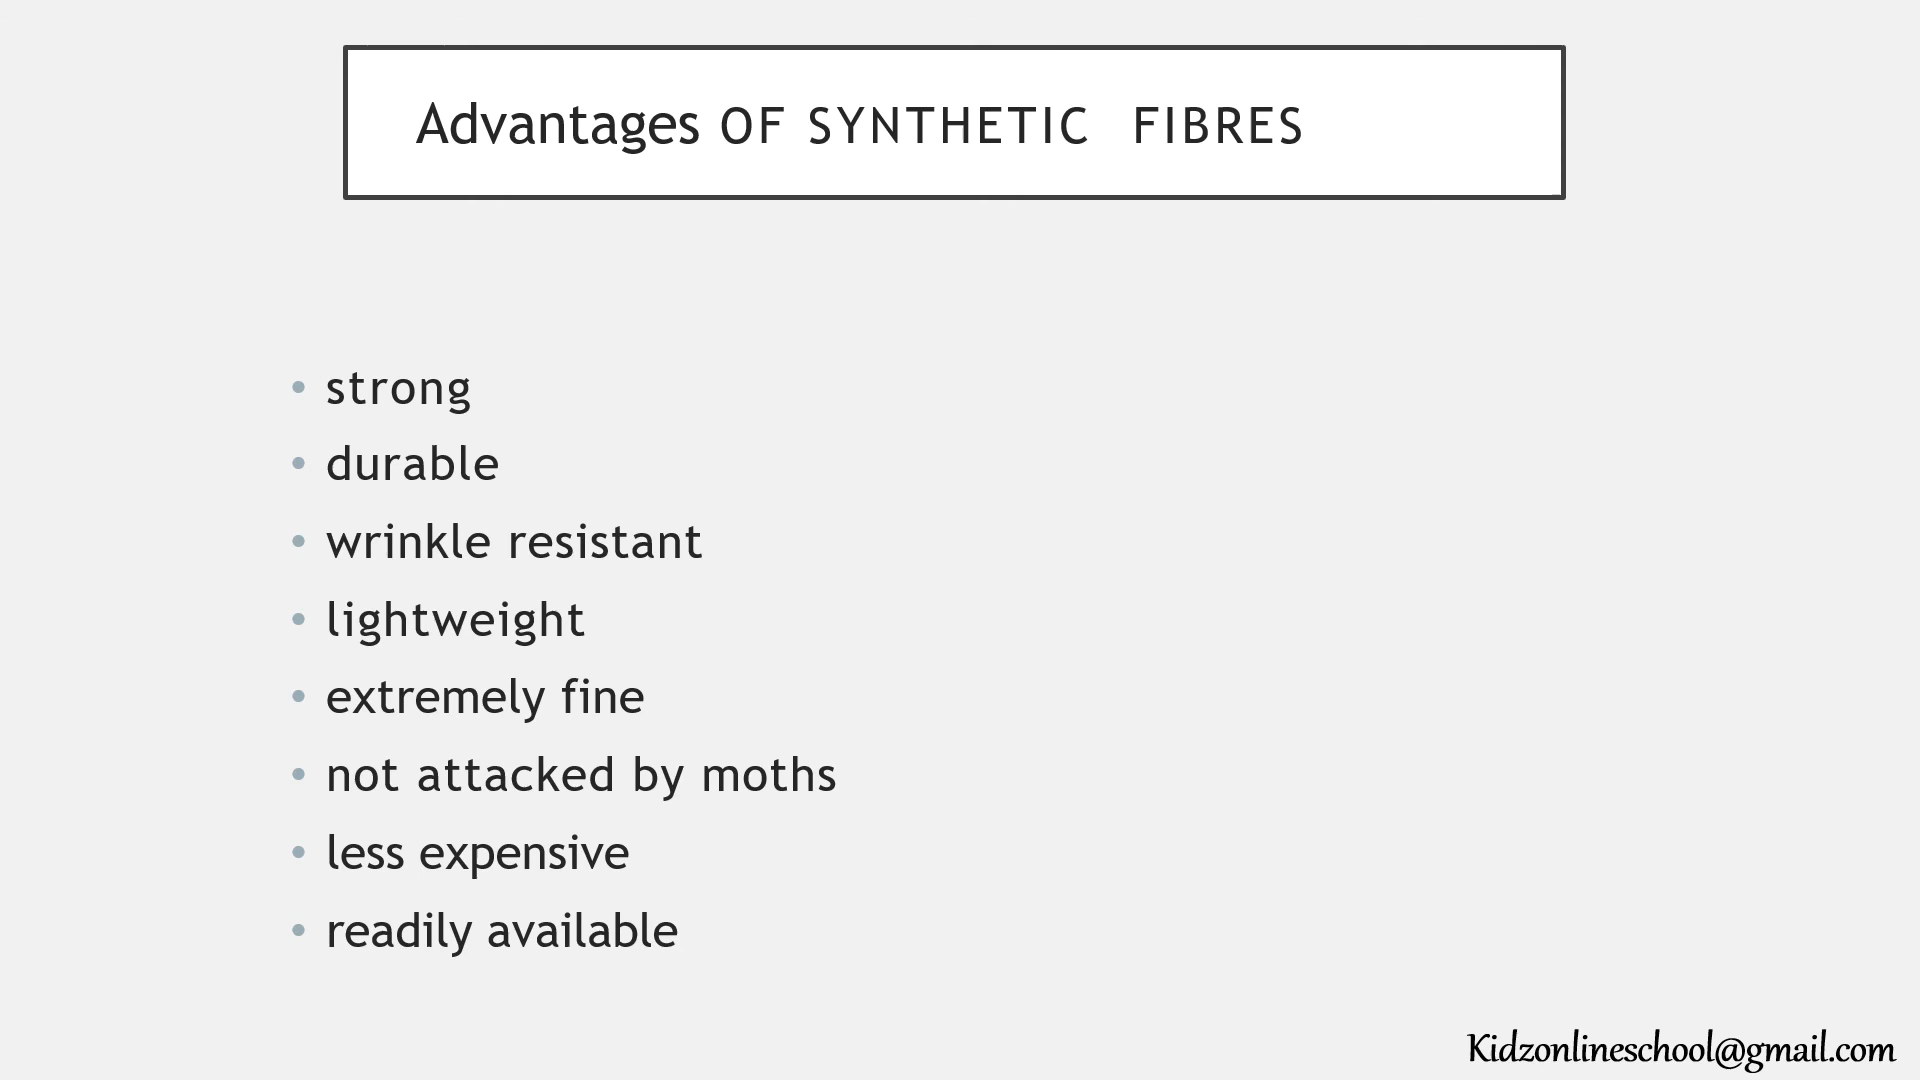 Advantages OF SYNTHETIC FIBRES
• strong
• durable
• wrinkle resistant
• lightweight
• extremely fine
• not attacked by moths
• less expensive
• readily available
Kidzonlineschool@gmail.com